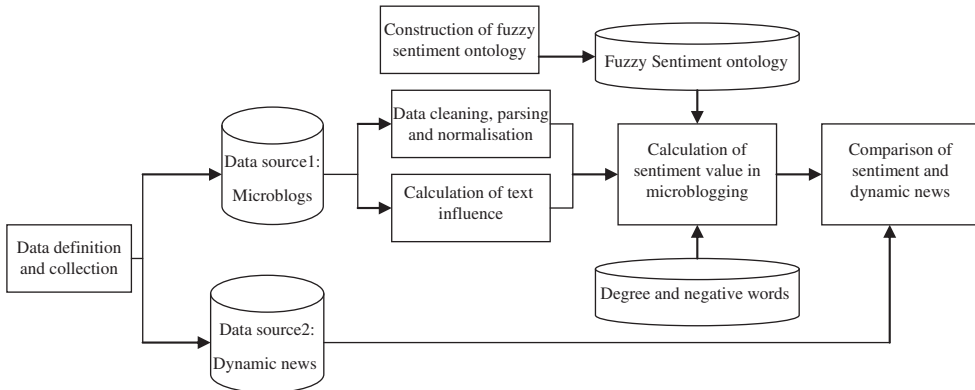 Construction of fuzzy
sentiment ontology
Fuzzy Sentiment ontology
Data cleaning, parsing
and normalisation
Data source1:
Microblogs
Calculation of
sentiment value in
microblogging
Comparison of
sentiment and
dynamic news
Calculation of text
influence
Data definition
and collection
Degree and negative words
Data source2:
Dynamic news